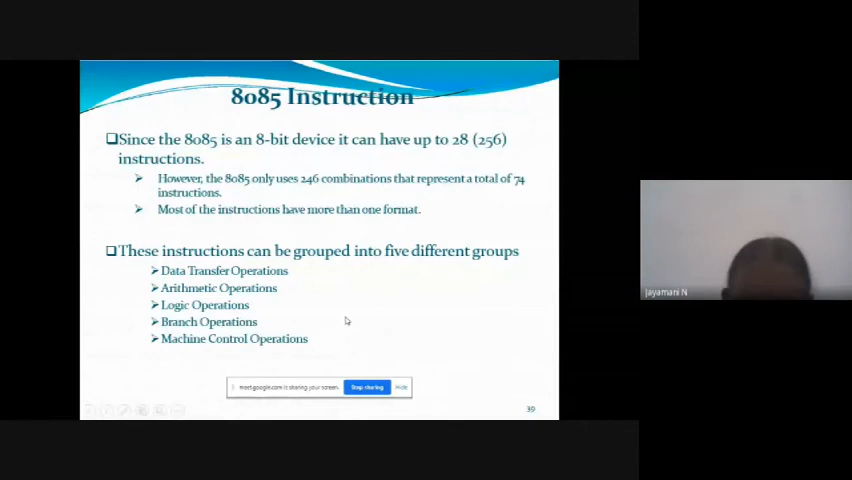 8085 Instruction
Since the 8085 is an 8-bit device it can have up to 28 (256)
instructions.
However, the 8085 only uses 246 combinations that represent a total of 74
instructions.
Most of the instructions have more than one format.
These instructions can be grouped into five different groups
Data Transfer Operations
Arithmetic Operations
Logic Operations
Branch Operations
Machine Control Operations
meet.google.com is sharing your screen. Stop sharing Hide
39
Jayamani N